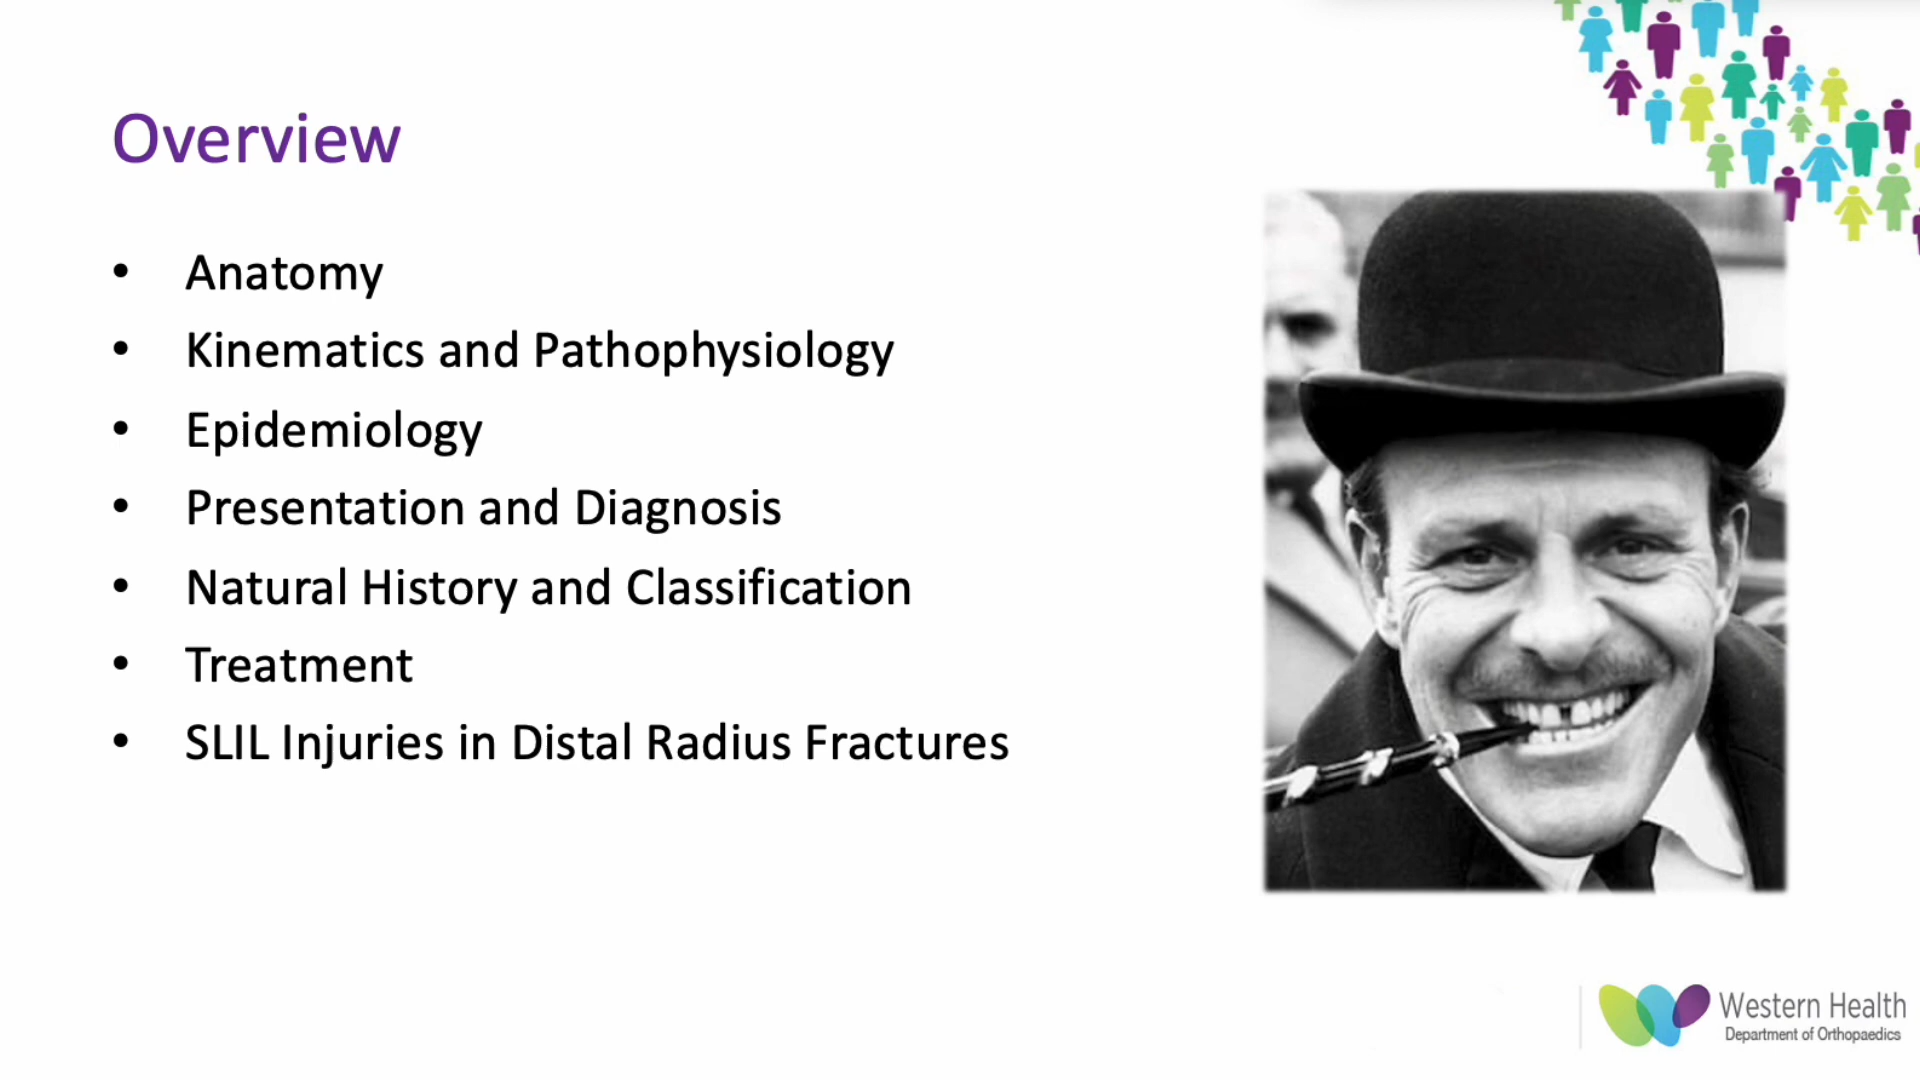 Overview
• Anatomy
• Kinematics and Pathophysiology
• Epidemiology
• Presentation and Diagnosis
• Natural History and Classification
• Treatment
• SLIL Injuries in Distal Radius Fractures
Western Health
Department of Orthopaedics